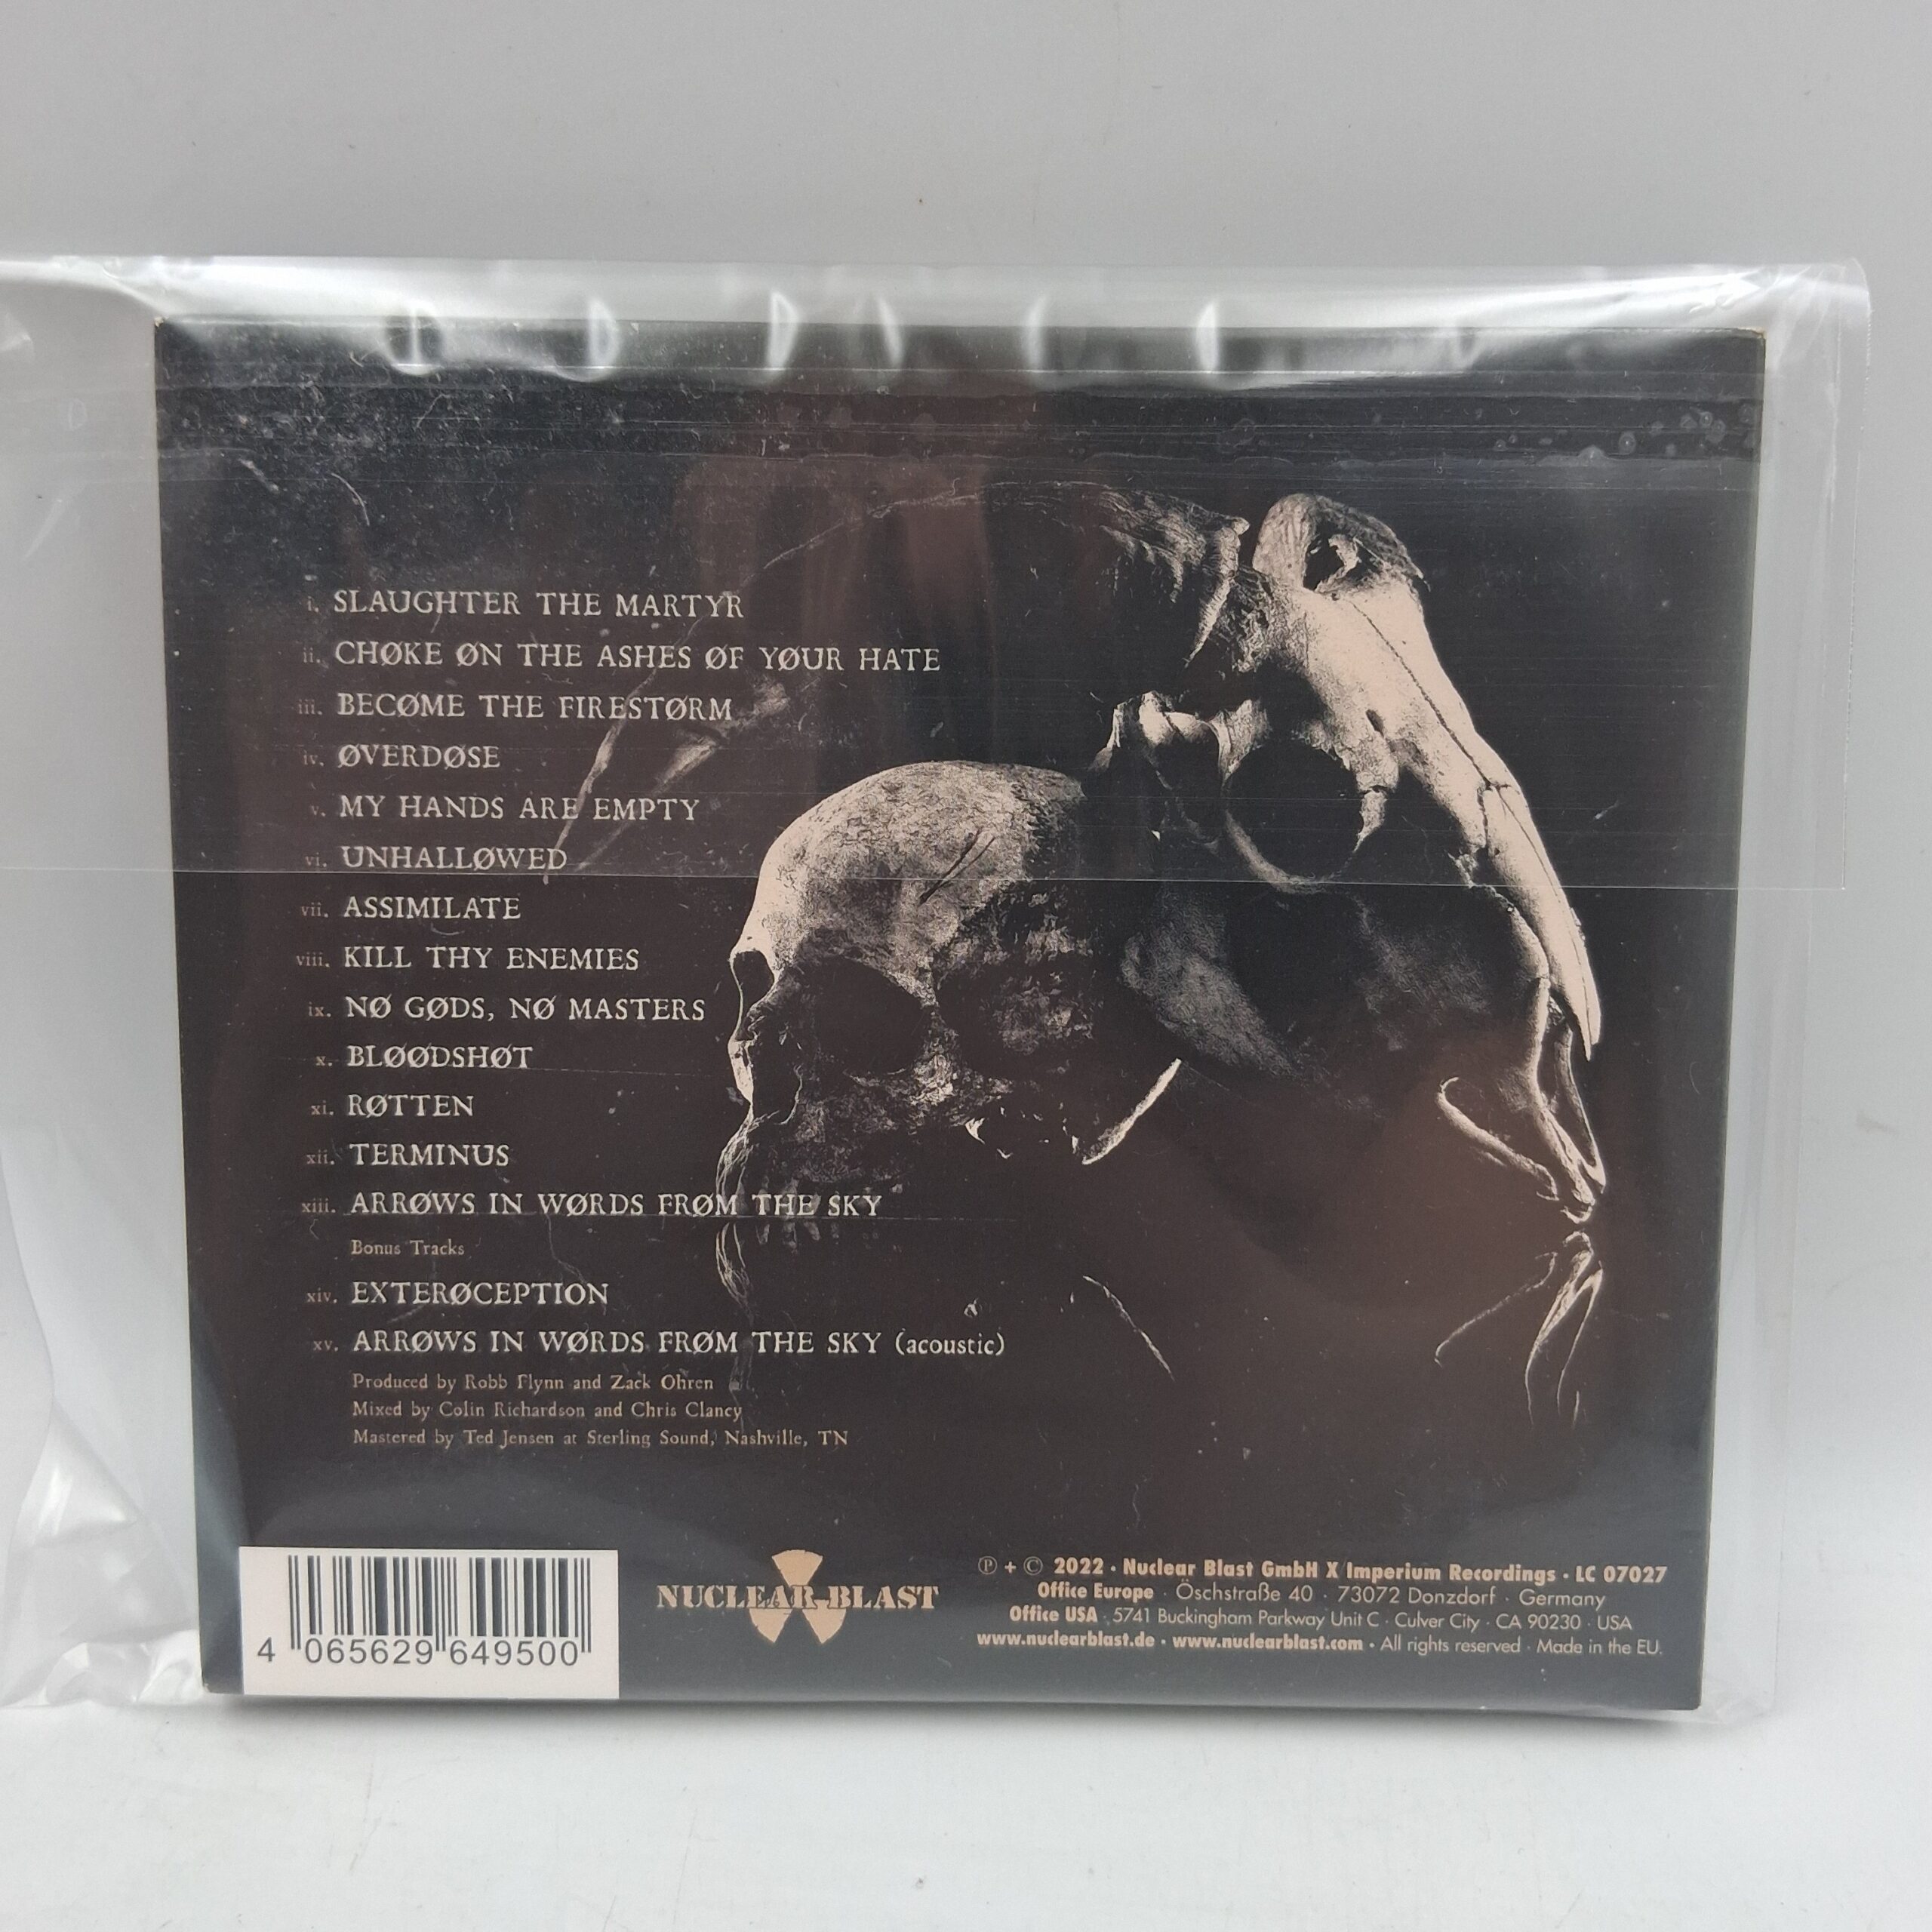 i. SLAUGHTER THE MARTYR
ii. CHØKE ØN THE ASHES ØF YØUR HATE
iii. BECØME THE FIRESTØRM
iv. ØVERDØSE
v. MY HANDS ARE EMPTY
vi. UNHALLØWED
vii. ASSIMILATE
viii. KILL THY ENEMIES
ix. NØ GØDS, NØ MASTERS
x. BLØØDSHØT
xi. RØTTEN
xii. TERMINUS
xiii. ARRØWS IN WØRDS FRØM THE SKY
Bonus Tracks
xiv. EXTERØCEPTION
xv. ARRØWS IN WØRDS FRØM THE SKY (acoustic)
Produced by Robb Flynn and Zack Ohren
Mixed by Colin Richardson and Chris Clancy
Mastered by Ted Jensen at Sterling Sound, Nashville, TN
4 065629 649500
NUCLEAR BLAST
℗ + © 2022 · Nuclear Blast GmbH X Imperium Recordings · LC 07027
Office Europe · Öschstraße 40 · 73072 Donzdorf · Germany
Office USA · 5741 Buckingham Parkway Unit C · Culver City · CA 90230 · USA
www.nuclearblast.de · www.nuclearblast.com · All rights reserved · Made in the EU.